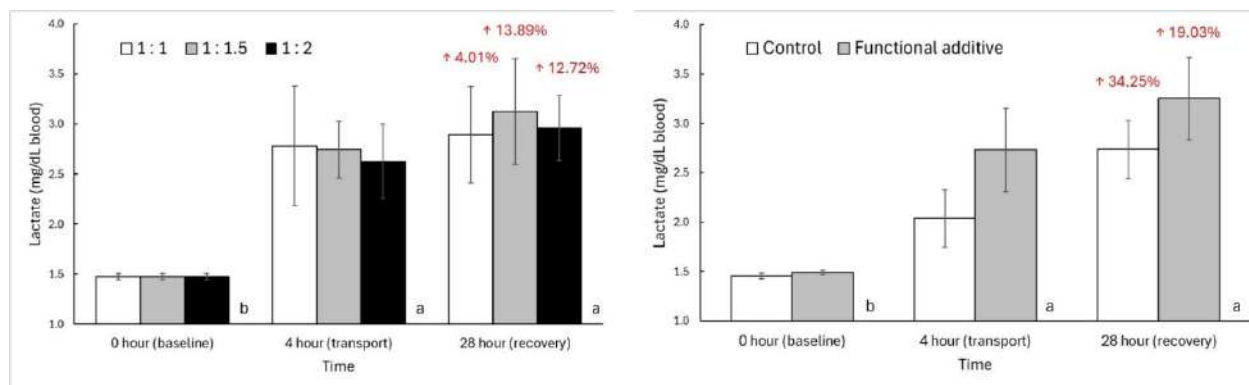 4.0
3.5
3.0
2.5
2.0
1.5
1.0
Lactate (mg/dL blood)
1 : 1
1 : 1.5
1 : 2
↑ 13.89%
↑ 4.01%
↑ 12.72%
b
a
a
0 hour (baseline)
4 hour (transport)
28 hour (recovery)
Time
4.0
3.5
3.0
2.5
2.0
1.5
1.0
Lactate (mg/dL blood)
Control
Functional additive
↑ 19.03%
↑ 34.25%
b
a
a
0 hour (baseline)
4 hour (transport)
28 hour (recovery)
Time